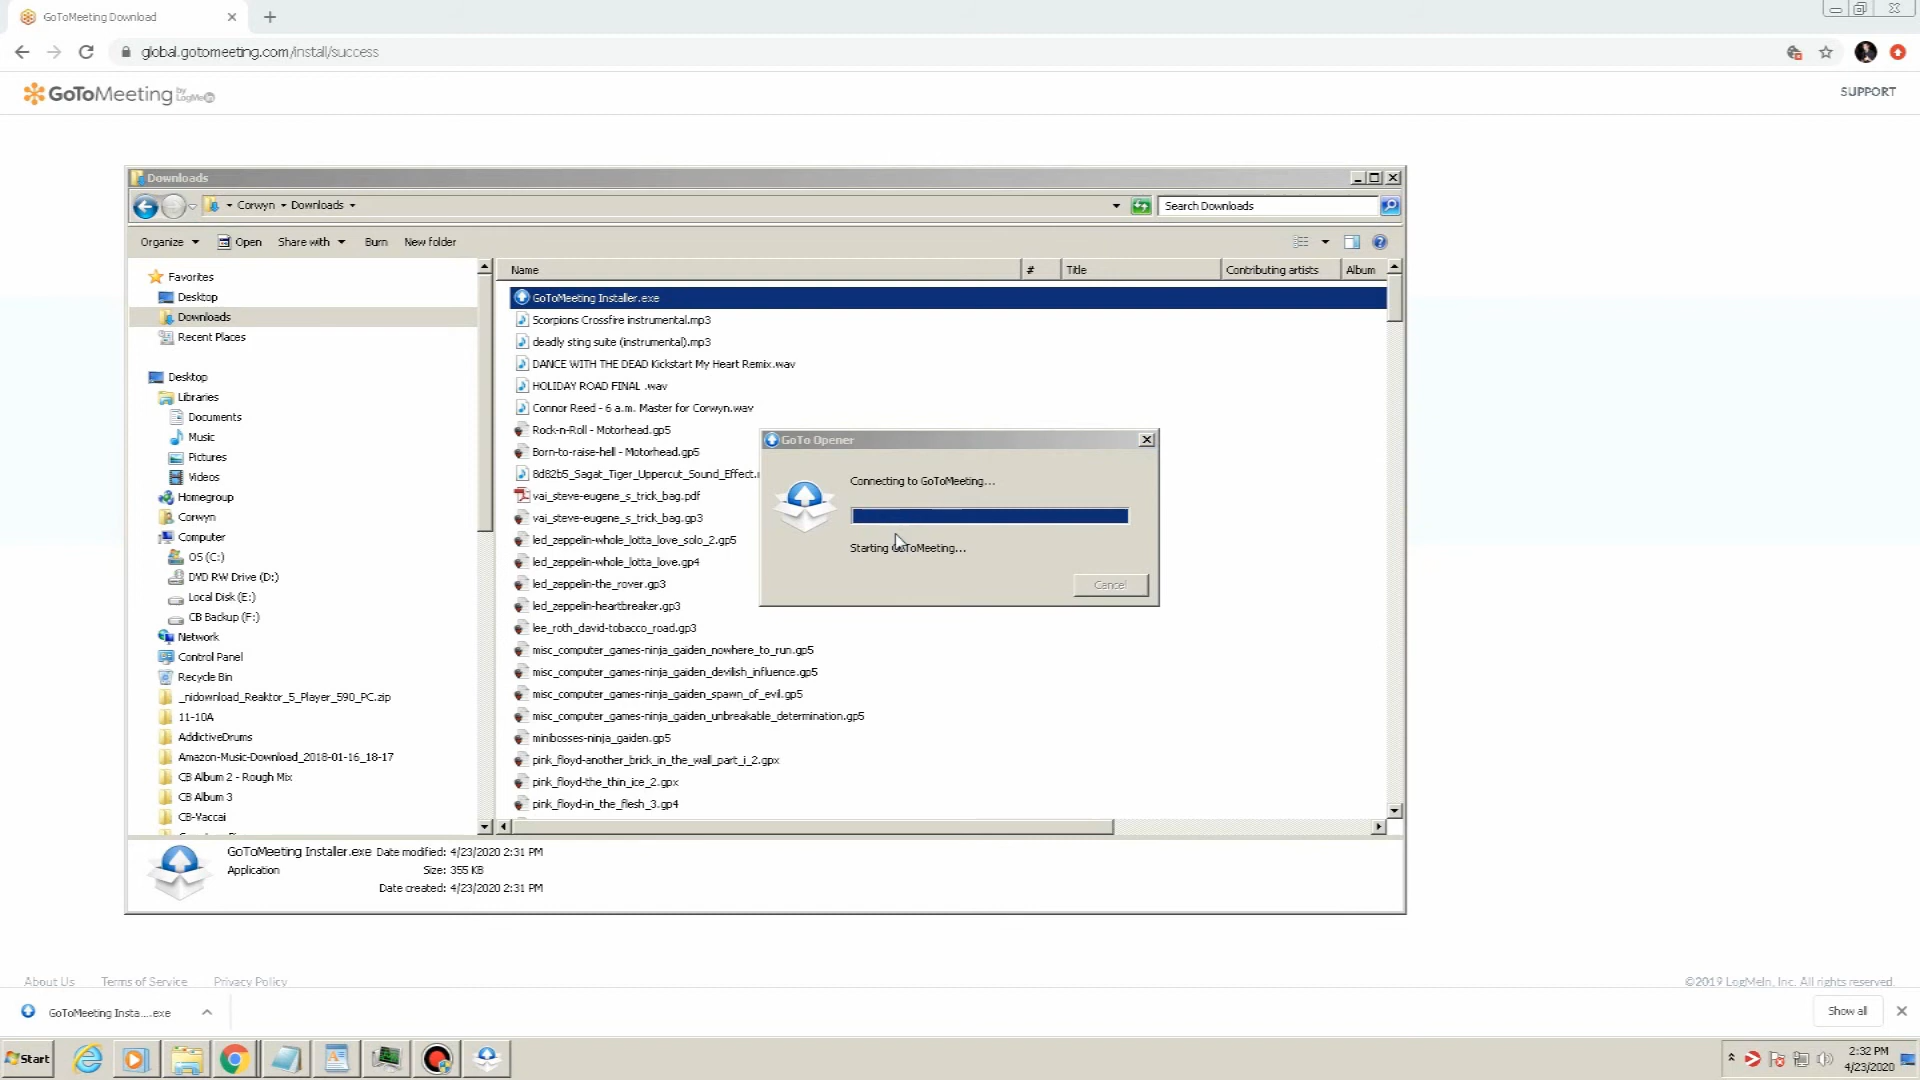 GoToMeeting Download
global.gotomeeting.com/install/success
GoToMeeting by LogMeIn
SUPPORT
Downloads
Corwyn Downloads
Search Downloads
Organize Open Share with Burn New folder
Name # Title Contributing artists Album
Favorites
Desktop
Downloads
Recent Places
Desktop
Libraries
Documents
Music
Pictures
Videos
Homegroup
Corwyn
Computer
OS (C:)
DVD RW Drive (D:)
Local Disk (E:)
CB Backup (F:)
Network
Control Panel
Recycle Bin
_nidownload_Reaktor_5_Player_590_PC.zip
11-10A
AddictiveDrums
Amazon-Music-Download_2018-01-16_18-17
CB Album 2 - Rough Mix
CB Album 3
CB-Vaccai
GoToMeeting Installer.exe
Scorpions Crossfire instrumental.mp3
deadly sting suite (instrumental).mp3
DANCE WITH THE DEAD Kickstart My Heart Remix.wav
HOLIDAY ROAD FINAL .wav
Connor Reed - 6 a.m. Master for Corwyn.wav
Rock-n-Roll - Motorhead.gp5
Born-to-raise-hell - Motorhead.gp5
8d82b5_Sagat_Tiger_Uppercut_Sound_Effect.
vai_steve-eugene_s_trick_bag.pdf
vai_steve-eugene_s_trick_bag.gp3
led_zeppelin-whole_lotta_love_solo_2.gp5
led_zeppelin-whole_lotta_love.gp4
led_zeppelin-the_rover.gp3
led_zeppelin-heartbreaker.gp3
lee_roth_david-tobacco_road.gp3
misc_computer_games-ninja_gaiden_nowhere_to_run.gp5
misc_computer_games-ninja_gaiden_devilish_influence.gp5
misc_computer_games-ninja_gaiden_spawn_of_evil.gp5
misc_computer_games-ninja_gaiden_unbreakable_determination.gp5
minibosses-ninja_gaiden.gp5
pink_floyd-another_brick_in_the_wall_part_i_2.gpx
pink_floyd-the_thin_ice_2.gpx
pink_floyd-in_the_flesh_3.gp4
GoTo Opener
Connecting to GoToMeeting...
Starting GoToMeeting...
Cancel
GoToMeeting Installer.exe Date modified: 4/23/2020 2:31 PM
Application Size: 355 KB
Date created: 4/23/2020 2:31 PM
About Us Terms of Service Privacy Policy
©2019 LogMeIn, Inc. All rights reserved.
GoToMeeting Insta....exe
Show all
Start
2:32 PM
4/23/2020